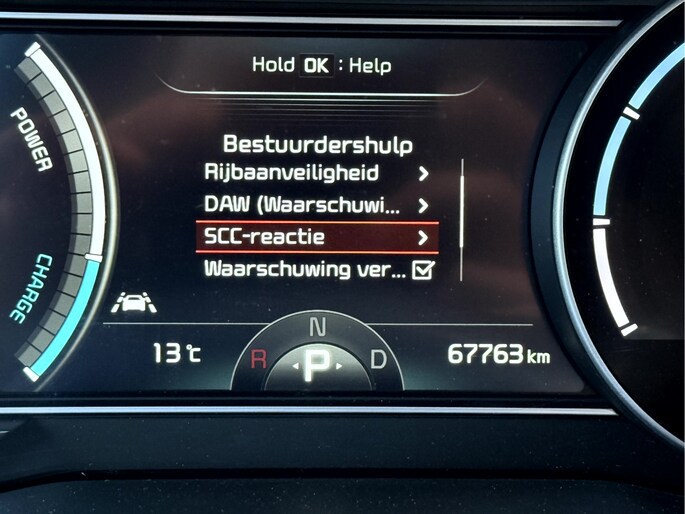 Hold OK : Help
Bestuurdershulp
Rijbaanveiligheid
DAW (Waarschuwi...
SCC-reactie
Waarschuwing ver...
POWER
CHARGE
N
R P D
13℃
67763 km